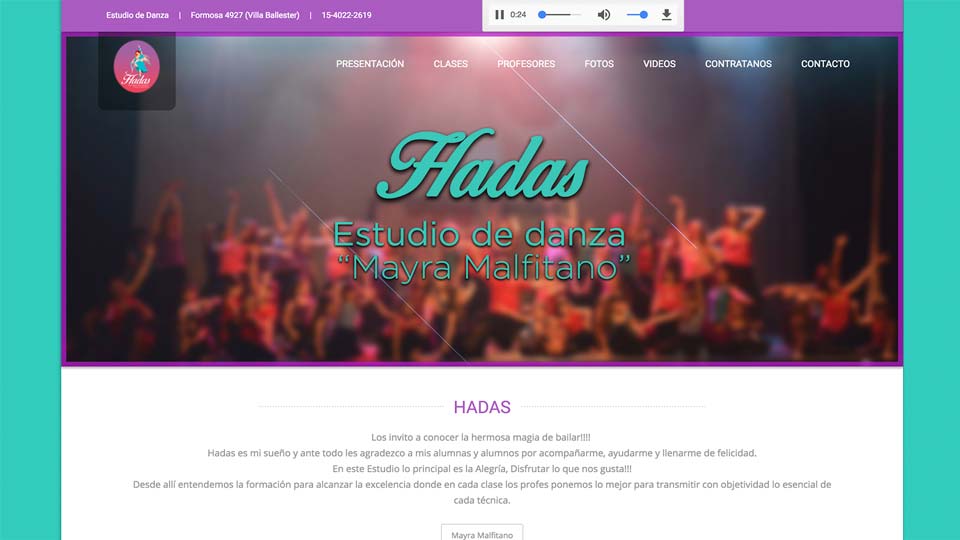 Estudio de Danza | Formosa 4927 (Villa Ballester) | 15-4022-2619
0:24
Hadas
PRESENTACIÓN CLASES PROFESORES FOTOS VIDEOS CONTRATANOS CONTACTO
Hadas
Estudio de danza
“Mayra Malfitano”
HADAS
Los invito a conocer la hermosa magia de bailar!!!!
Hadas es mi sueño y ante todo les agradezco a mis alumnas y alumnos por acompañarme, ayudarme y llenarme de felicidad.
En este Estudio lo principal es la Alegría, Disfrutar lo que nos gusta!!!
Desde allí entendemos la formación para alcanzar la excelencia donde en cada clase los profes ponemos lo mejor para transmitir con objetividad lo esencial de
cada técnica.
Mayra Malfitano